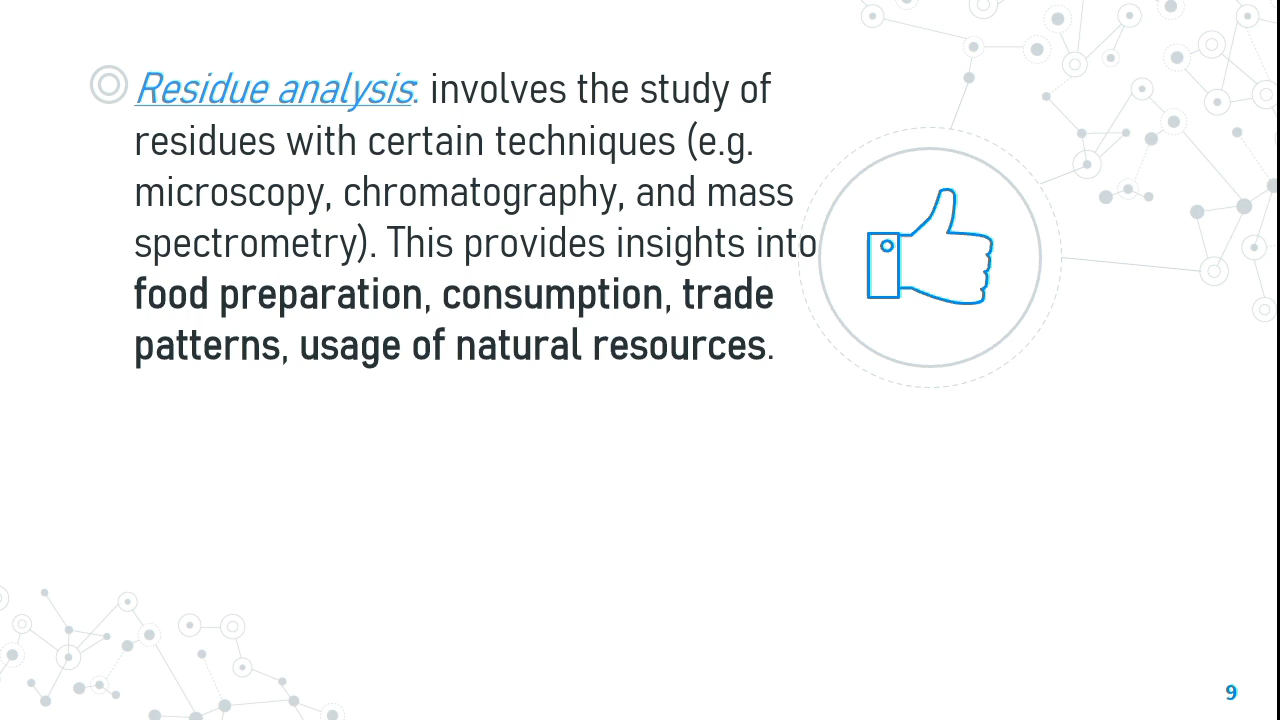 Residue analysis: involves the study of
residues with certain techniques (e.g.
microscopy, chromatography, and mass
spectrometry). This provides insights into
food preparation, consumption, trade
patterns, usage of natural resources.
9